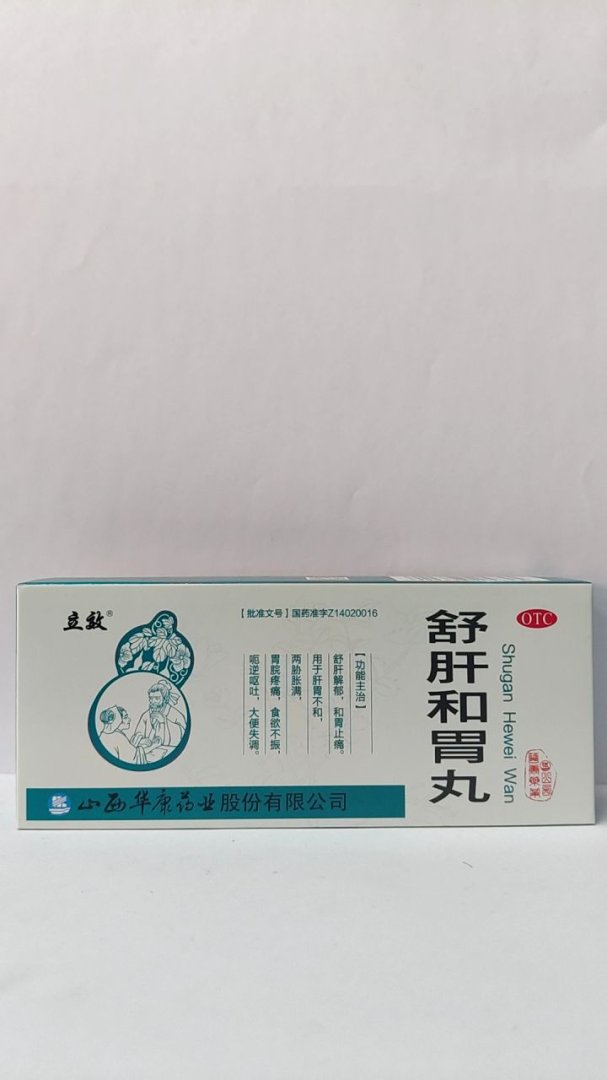 立效®
【批准文号】国药准字Z14020016
【功能主治】
舒肝解郁，和胃止痛。
用于肝胃不和，
两胁胀满，
胃脘疼痛，食欲不振，
呃逆呕吐，大便失调。
舒肝和胃丸
Shugan Hewei Wan
OTC
山西华康药业股份有限公司